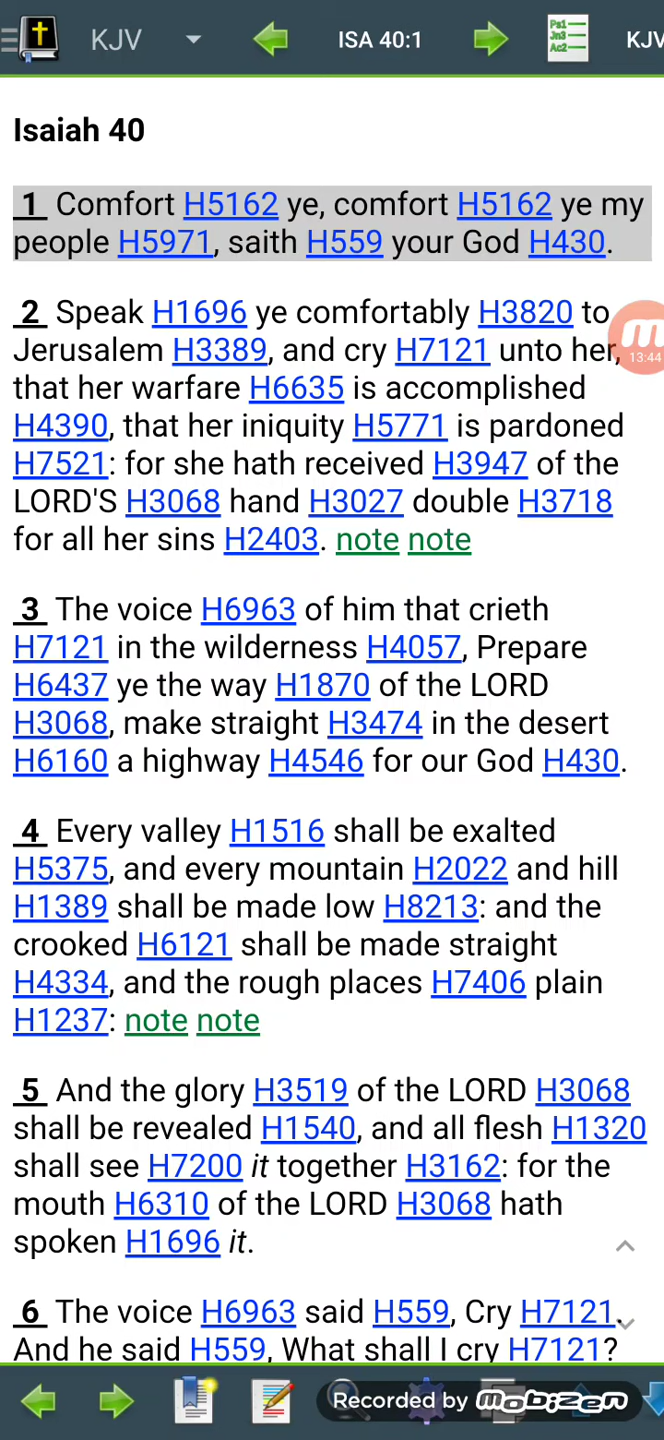 KJV ISA 40:1 Ps1 Jn3 Ac2 KJV
Isaiah 40
1 Comfort H5162 ye, comfort H5162 ye my
people H5971, saith H559 your God H430.
2 Speak H1696 ye comfortably H3820 to
Jerusalem H3389, and cry H7121 unto her,
13:44
that her warfare H6635 is accomplished
H4390, that her iniquity H5771 is pardoned
H7521: for she hath received H3947 of the
LORD'S H3068 hand H3027 double H3718
for all her sins H2403. note note
3 The voice H6963 of him that crieth
H7121 in the wilderness H4057, Prepare
H6437 ye the way H1870 of the LORD
H3068, make straight H3474 in the desert
H6160 a highway H4546 for our God H430.
4 Every valley H1516 shall be exalted
H5375, and every mountain H2022 and hill
H1389 shall be made low H8213: and the
crooked H6121 shall be made straight
H4334, and the rough places H7406 plain
H1237: note note
5 And the glory H3519 of the LORD H3068
shall be revealed H1540, and all flesh H1320
shall see H7200 it together H3162: for the
mouth H6310 of the LORD H3068 hath
spoken H1696 it.
6 The voice H6963 said H559, Cry H7121.
And he said H559, What shall I cry H7121?
Recorded by mobizen